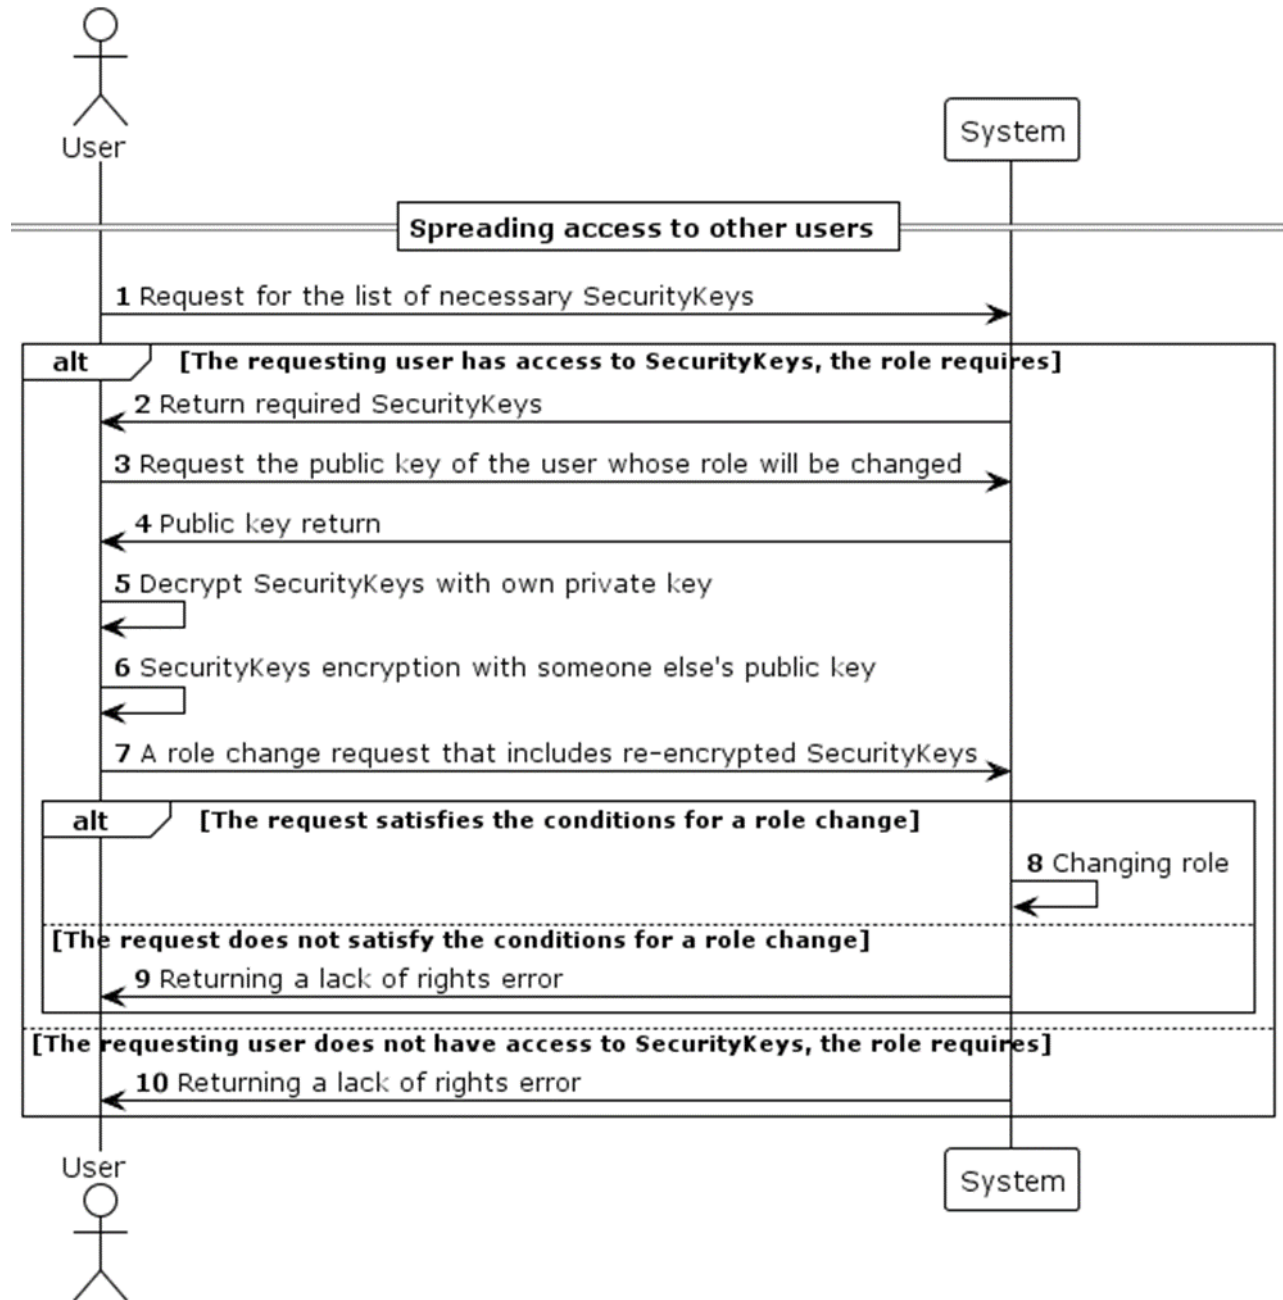 User
System
Spreading access to other users
1 Request for the list of necessary SecurityKeys
alt [The requesting user has access to SecurityKeys, the role requires]
2 Return required SecurityKeys
3 Request the public key of the user whose role will be changed
4 Public key return
5 Decrypt SecurityKeys with own private key
6 SecurityKeys encryption with someone else's public key
7 A role change request that includes re-encrypted SecurityKeys
alt [The request satisfies the conditions for a role change]
8 Changing role
[The request does not satisfy the conditions for a role change]
9 Returning a lack of rights error
[The requesting user does not have access to SecurityKeys, the role requires]
10 Returning a lack of rights error
User
System